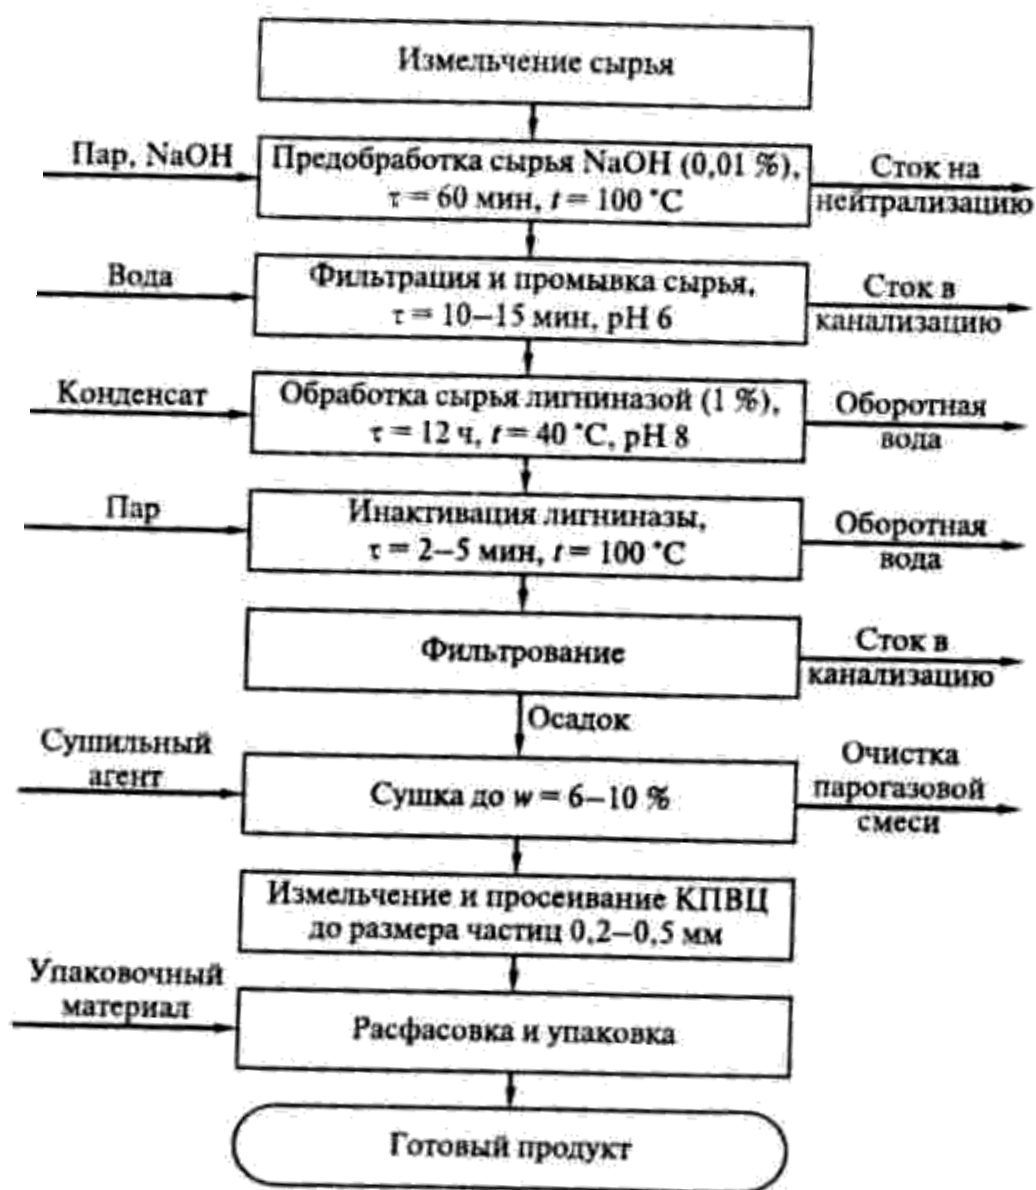 Измельчение сырья
Пар, NaOH
Предобработка сырья NaOH (0,01 %),
τ = 60 мин, t = 100 °C
Сток на
нейтрализацию
Вода
Фильтрация и промывка сырья,
τ = 10–15 мин, pH 6
Сток в
канализацию
Конденсат
Обработка сырья лигниназой (1 %),
τ = 12 ч, t = 40 °C, pH 8
Оборотная
вода
Пар
Инактивация лигниназы,
τ = 2–5 мин, t = 100 °C
Оборотная
вода
Фильтрование
Сток в
канализацию
Осадок
Сушильный
агент
Сушка до w = 6–10 %
Очистка
парогазовой
смеси
Измельчение и просеивание КПВЦ
до размера частиц 0,2–0,5 мм
Упаковочный
материал
Расфасовка и упаковка
Готовый продукт